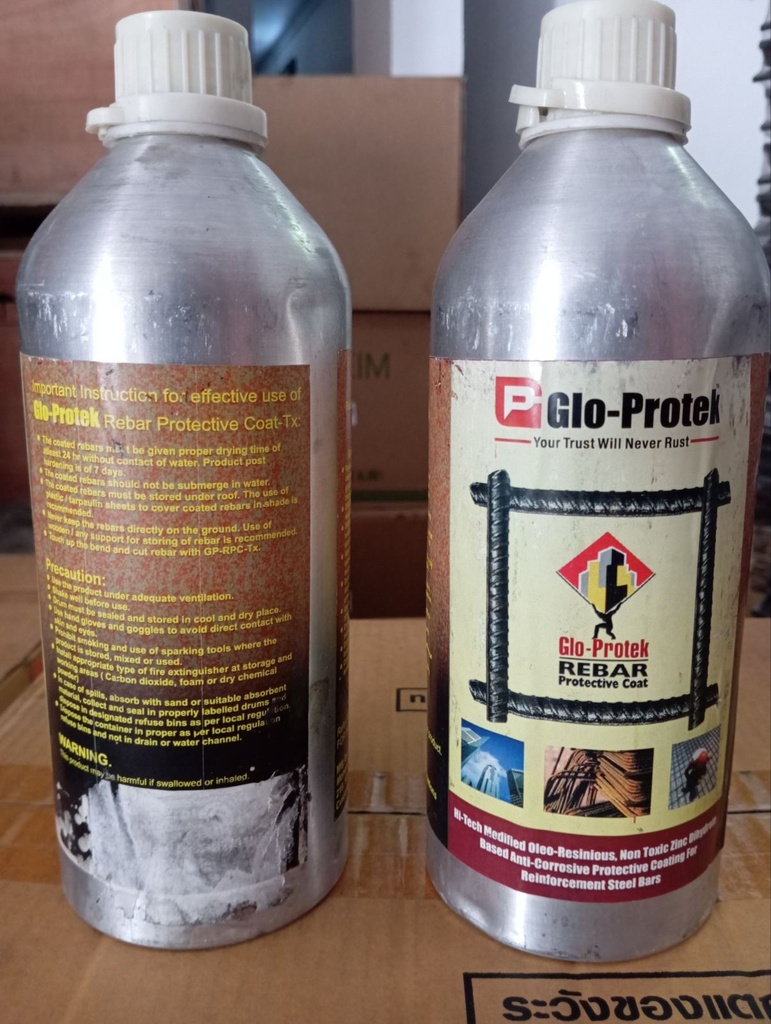 Important Instruction for effective use of
Glo-Protek Rebar Protective Coat-Tx:
The coated rebars must be given proper drying time of
atleast 24 hr without contact of water. Product post
hardening is of 7 days.
The coated rebars should not be submerge in water.
The coated rebars must be stored under roof. The use of
plastic / tarpaulin sheets to cover coated rebars in shade is
recommended.
Never keep the rebars directly on the ground. Use of
wooden / any support for storing of rebar is recommended.
Touch up the bend and cut rebar with GP-RPC-Tx.
Precaution:
Use the product under adequate ventilation.
Shake well before use.
Drum must be sealed and stored in cool and dry place.
Use hand gloves and goggles to avoid direct contact with
skin and eyes.
Prohibit smoking and use of sparking tools where the
product is stored, mixed or used.
Install appropriate type of fire extinguisher at storage and
working areas ( Carbon dioxide, foam or dry chemical
powder)
In case of spills, absorb with sand or suitable absorbent
material, collect and seal in properly labelled drums and
dispose in designated refuse bins as per local regulation.
Dispose the container in proper as per local regulation
refuse bins and not in drain or water channel.
WARNING.
This product may be harmful if swallowed or inhaled.
P Glo-Protek
Your Trust Will Never Rust
Glo-Protek
REBAR
Protective Coat
Hi-Tech Modified Oleo-Resinious, Non Toxic Zinc
Based Anti-Corrosive Protective Coating For
Reinforcement Steel Bars
ระวังของแตก